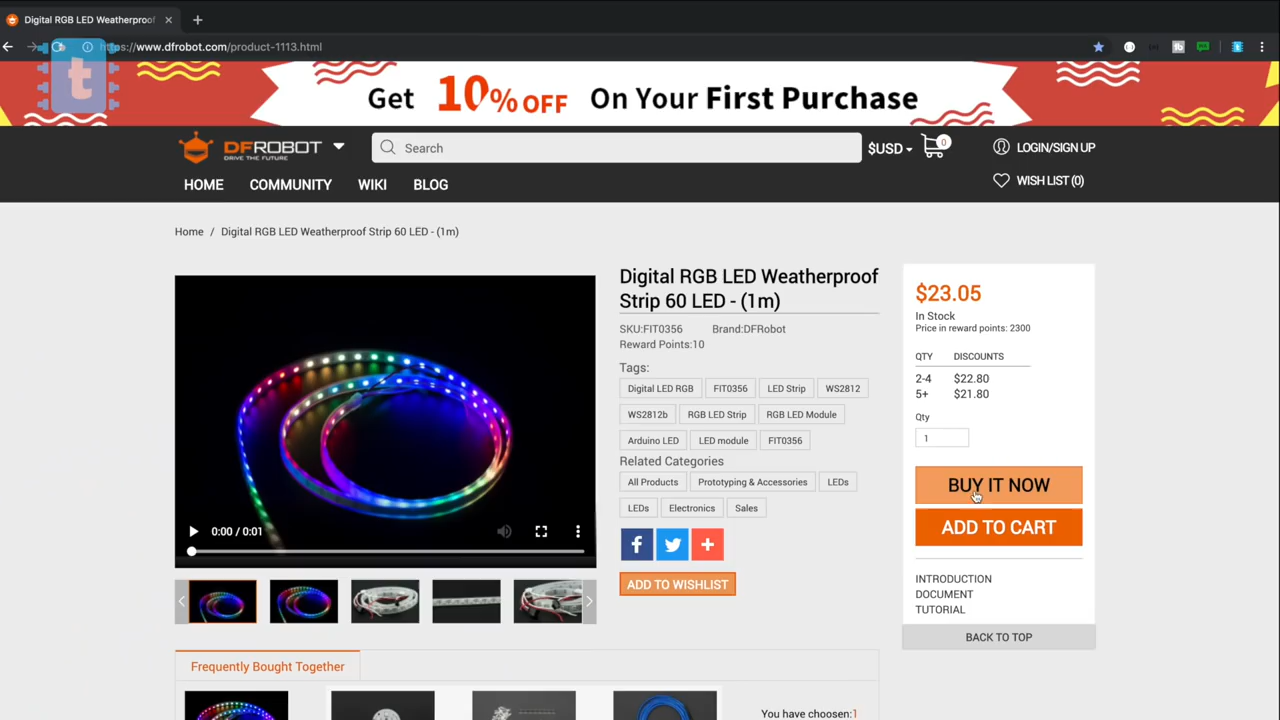 Digital RGB LED Weatherproof
https://www.dfrobot.com/product-1113.html
t
Get 10% OFF On Your First Purchase
DFROBOT
DRIVE THE FUTURE
Search
$USD
0
LOGIN/SIGN UP
HOME
COMMUNITY
WIKI
BLOG
WISH LIST (0)
Home / Digital RGB LED Weatherproof Strip 60 LED - (1m)
0:00 / 0:01
Digital RGB LED Weatherproof
Strip 60 LED - (1m)
SKU:FIT0356 Brand:DFRobot
Reward Points:10
Tags:
Digital LED RGB
FIT0356
LED Strip
WS2812
WS2812b
RGB LED Strip
RGB LED Module
Arduino LED
LED module
FIT0356
Related Categories
All Products
Prototyping & Accessories
LEDs
LEDs
Electronics
Sales
ADD TO WISHLIST
$23.05
In Stock
Price in reward points: 2300
QTY DISCOUNTS
2-4 $22.80
5+ $21.80
Qty
1
BUY IT NOW
ADD TO CART
INTRODUCTION
DOCUMENT
TUTORIAL
BACK TO TOP
Frequently Bought Together
You have choosen:1